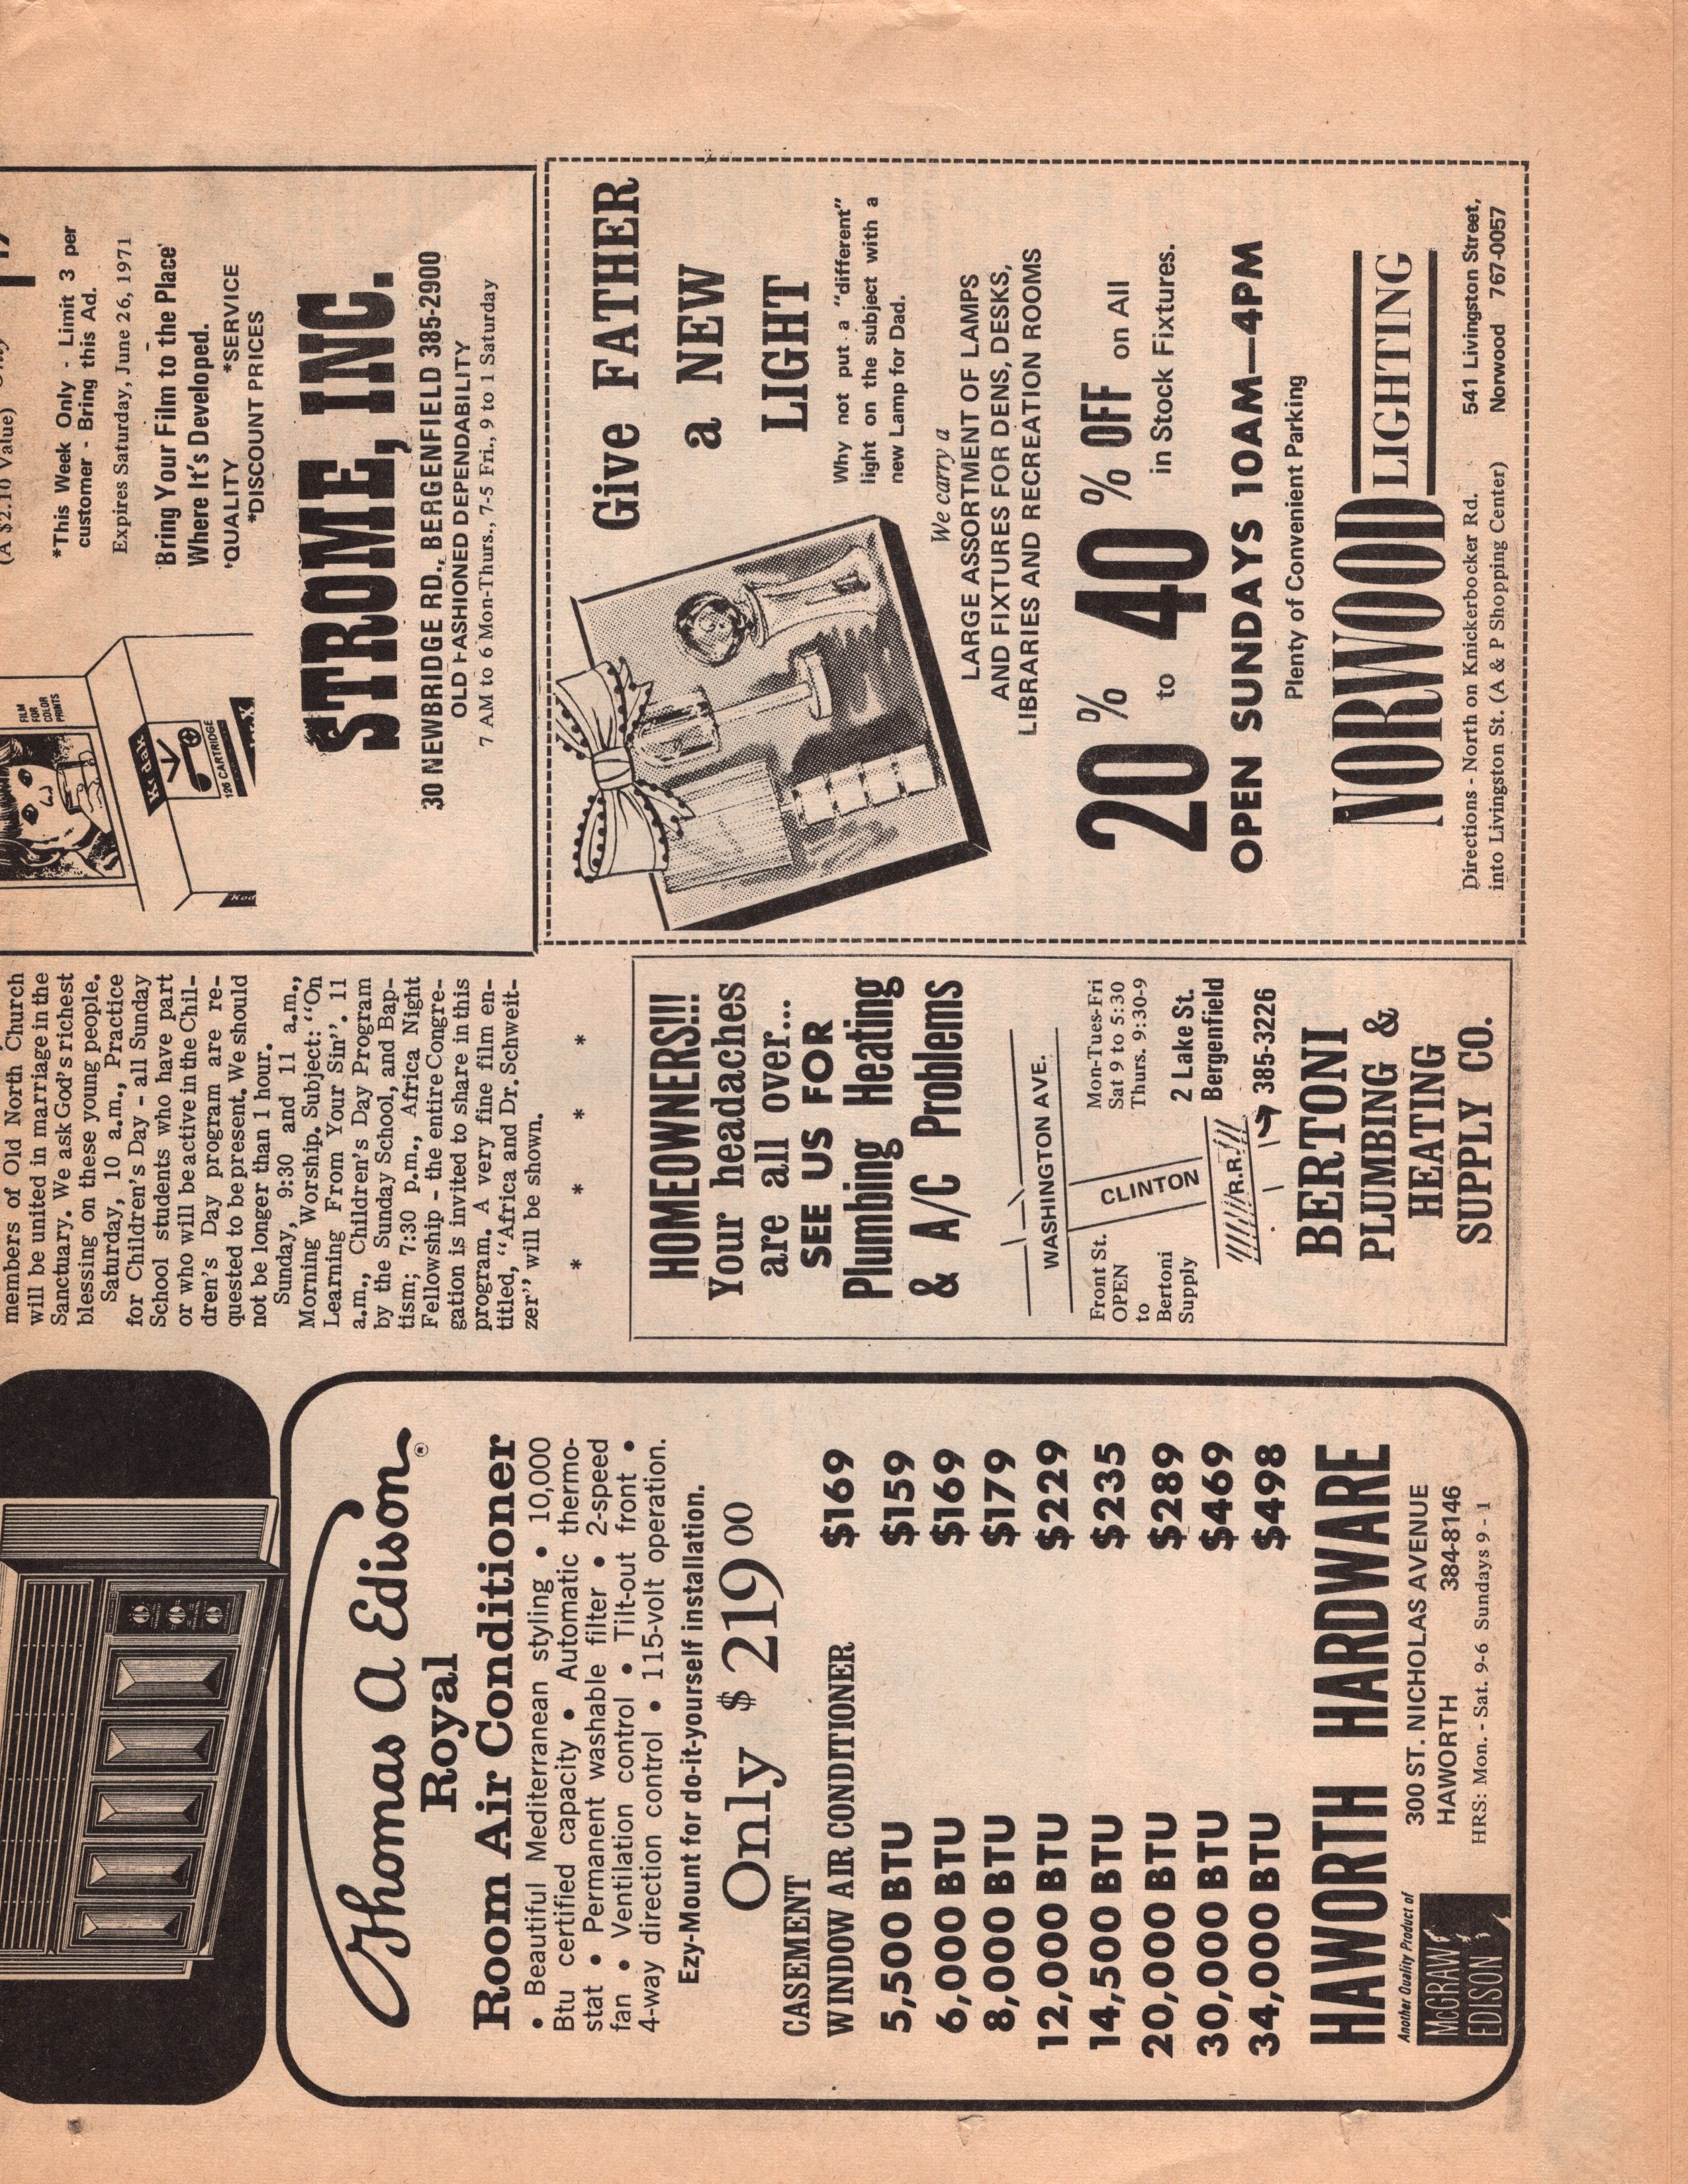 Thomas A Edison®
Royal
Room Air Conditioner
• Beautiful Mediterranean styling • 10,000
Btu certified capacity • Automatic thermo-
stat • Permanent washable filter • 2-speed
fan • Ventilation control • Tilt-out front •
4-way direction control • 115-volt operation.
Ezy-Mount for do-it-yourself installation.
Only $219 00
CASEMENT
WINDOW AIR CONDITIONER $169
5,500 BTU $159
6,000 BTU $169
8,000 BTU $179
12,000 BTU $229
14,500 BTU $235
20,000 BTU $289
30,000 BTU $469
34,000 BTU $498
HAWORTH HARDWARE
Another Quality Product of
McGRAW
EDISON
300 ST. NICHOLAS AVENUE
HAWORTH 384-8146
HRS: Mon. - Sat. 9-6 Sundays 9 - 1
members of Old North Church
will be united in marriage in the
Sanctuary. We ask God's richest
blessing on these young people.
Saturday, 10 a.m., Practice
for Children's Day - all Sunday
School students who have part
or who will be active in the Chil-
dren's Day program are re-
quested to be present. We should
not be longer than 1 hour.
Sunday, 9:30 and 11 a.m.,
Morning Worship. Subject: "On
Learning From Your Sin". 11
a.m., Children's Day Program
by the Sunday School, and Bap-
tism; 7:30 p.m., Africa Night
Fellowship - the entire Congre-
gation is invited to share in this
program. A very fine film en-
titled, "Africa and Dr. Schweit-
zer" will be shown.
* * * *
HOMEOWNERS!!!
Your headaches
are all over...
SEE US FOR
Plumbing Heating
& A/C Problems
WASHINGTON AVE.
Front St.
OPEN
to
Bertoni
Supply
CLINTON
R.R.
Mon-Tues-Fri
Sat 9 to 5:30
Thurs. 9:30-9
2 Lake St.
Bergenfield
385-3226
BERTONI
PLUMBING &
HEATING
SUPPLY CO.
(A $2.10 Value)
*This Week Only - Limit 3 per
customer - Bring this Ad.
Expires Saturday, June 26, 1971
'Bring Your Film to the Place'
Where It's Developed.
*QUALITY *SERVICE
*DISCOUNT PRICES
FILM
FOR
COLOR
PRINTS
Kodak
126 CARTRIDGE
Kod
STROME, INC.
30 NEWBRIDGE RD., BERGENFIELD 385-2900
OLD FASHIONED DEPENDABILITY
7 AM to 6 Mon-Thurs., 7-5 Fri., 9 to 1 Saturday
Give FATHER
a NEW
LIGHT
Why not put a "different"
light on the subject with a
new Lamp for Dad.
We carry a
LARGE ASSORTMENT OF LAMPS
AND FIXTURES FOR DENS, DESKS,
LIBRARIES AND RECREATION ROOMS
20% to 40% OFF on All
in Stock Fixtures.
OPEN SUNDAYS 10AM—4PM
Plenty of Convenient Parking
NORWOOD LIGHTING
Directions - North on Knickerbocker Rd.
into Livingston St. (A & P Shopping Center)
541 Livingston Street,
Norwood 767-0057